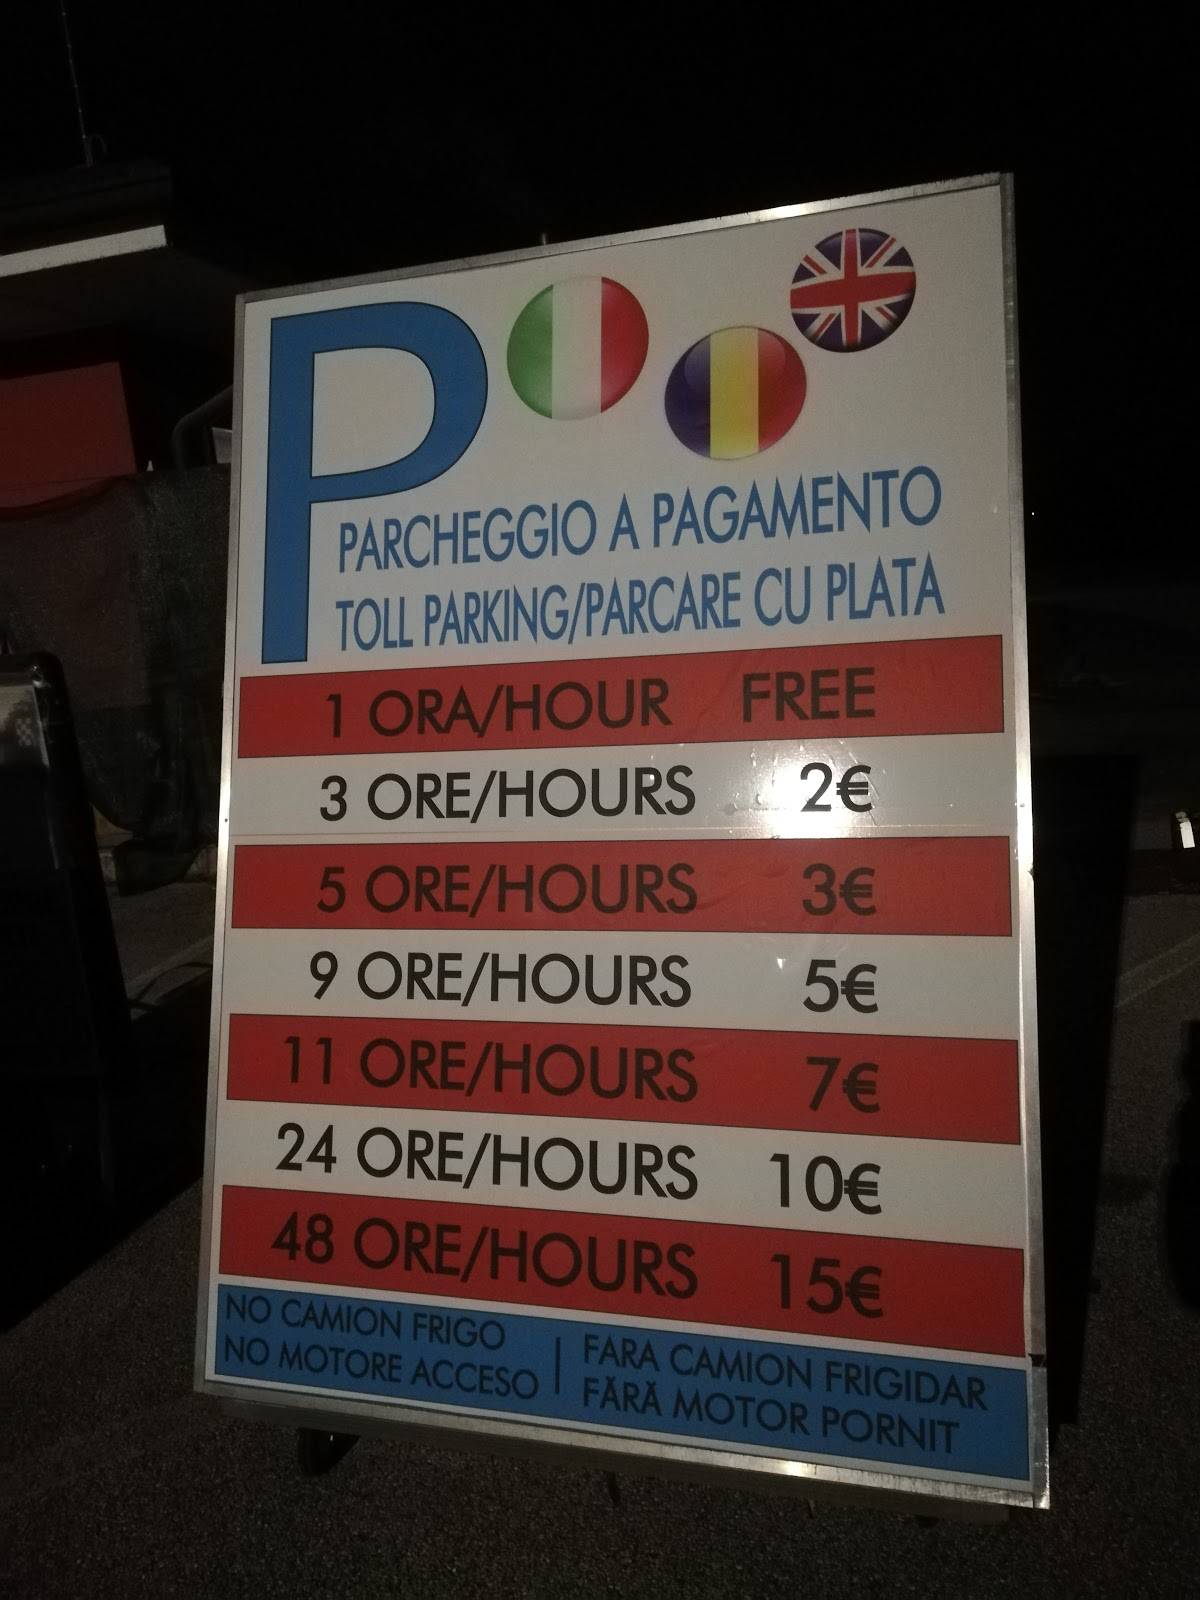 P
PARCHEGGIO A PAGAMENTO
TOLL PARKING/PARCARE CU PLATA
1 ORA/HOUR FREE
3 ORE/HOURS 2€
5 ORE/HOURS 3€
9 ORE/HOURS 5€
11 ORE/HOURS 7€
24 ORE/HOURS 10€
48 ORE/HOURS 15€
NO CAMION FRIGO
NO MOTORE ACCESO
FARA CAMION FRIGIDAR
FĂRĂ MOTOR PORNIT